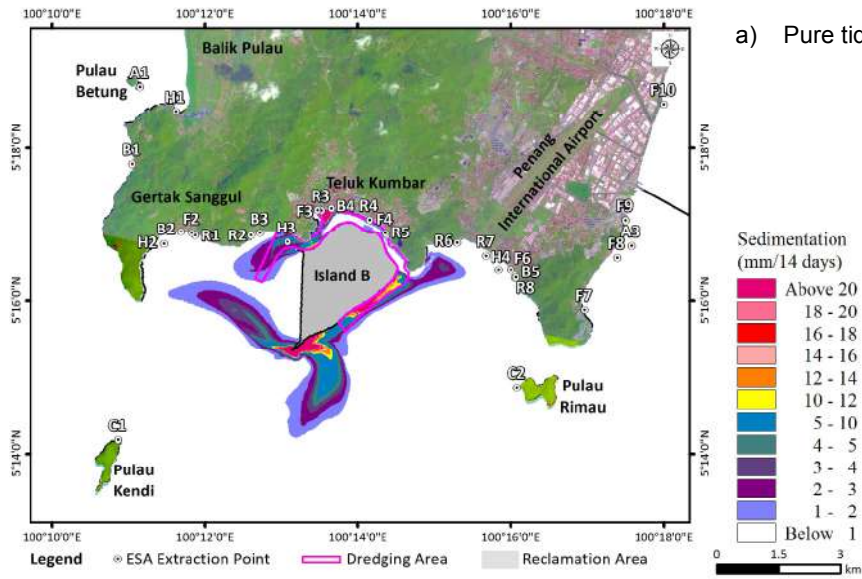 a) Pure tid
100°10'0"E 100°12'0"E 100°14'0"E 100°16'0"E 100°18'0"E
Balik Pulau
Pulau
Betung
A1
H1
F10
5°18'0"N
5°18'0"N
B1
Penang
International Airport
Gertak Sanggul
Teluk Kumbar
H2
B2
F2
R1
R2
B3
H3
F3
R3
B4
R4
F4
R5
R6
R7
H4
F6
B5
R8
F9
A3
F8
F7
Island B
5°16'0"N
5°16'0"N
C2
Pulau
Rimau
C1
Pulau
Kendi
5°14'0"N
5°14'0"N
100°10'0"E 100°12'0"E 100°14'0"E 100°16'0"E 100°18'0"E
Sedimentation
(mm/14 days)
Above 20
18 - 20
16 - 18
14 - 16
12 - 14
10 - 12
5 - 10
4 - 5
3 - 4
2 - 3
1 - 2
Below 1
Legend ESA Extraction Point Dredging Area Reclamation Area
0 1.5 3
km